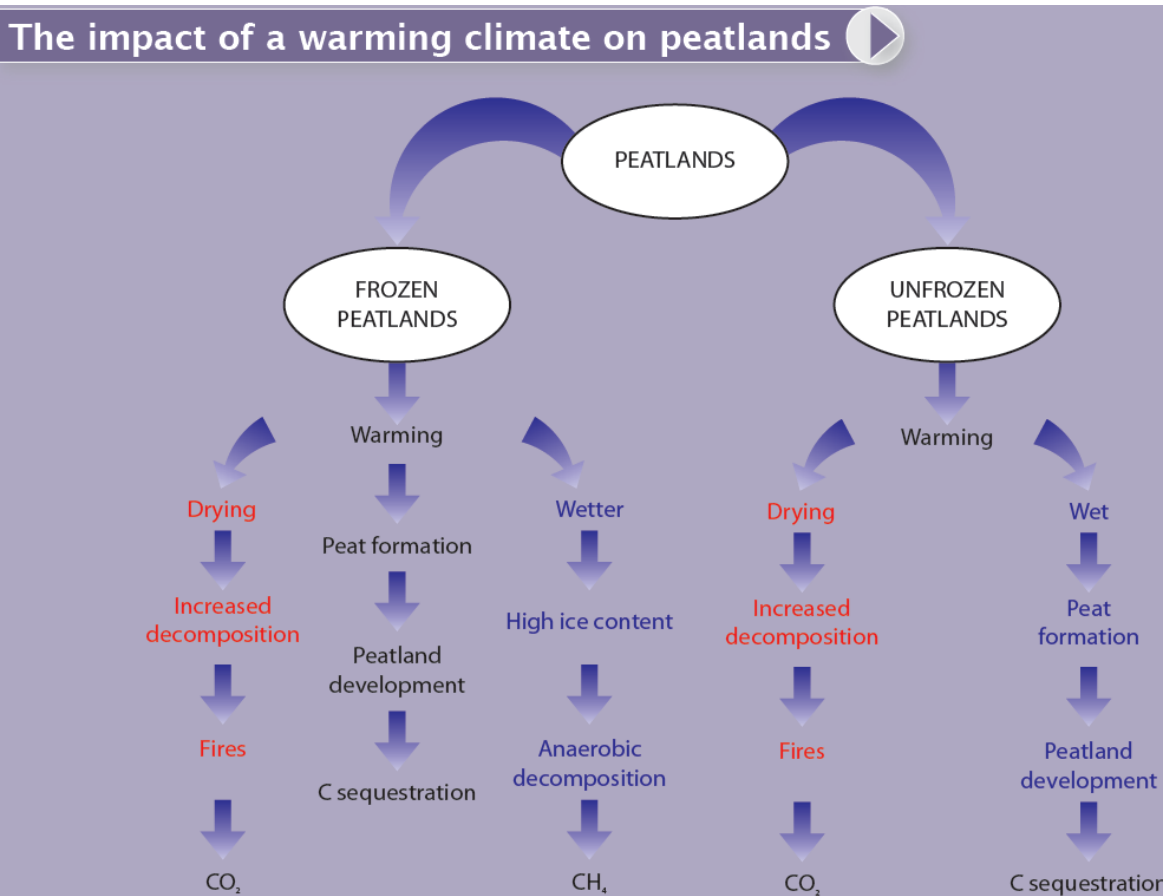 The impact of a warming climate on peatlands
PEATLANDS
FROZEN
PEATLANDS
UNFROZEN
PEATLANDS
Warming
Drying
Increased
decomposition
Fires
CO₂
Peat formation
Peatland
development
C sequestration
Wetter
High ice content
Anaerobic
decomposition
CH₄
Warming
Drying
Increased
decomposition
Fires
CO₂
Wet
Peat
formation
Peatland
development
C sequestration